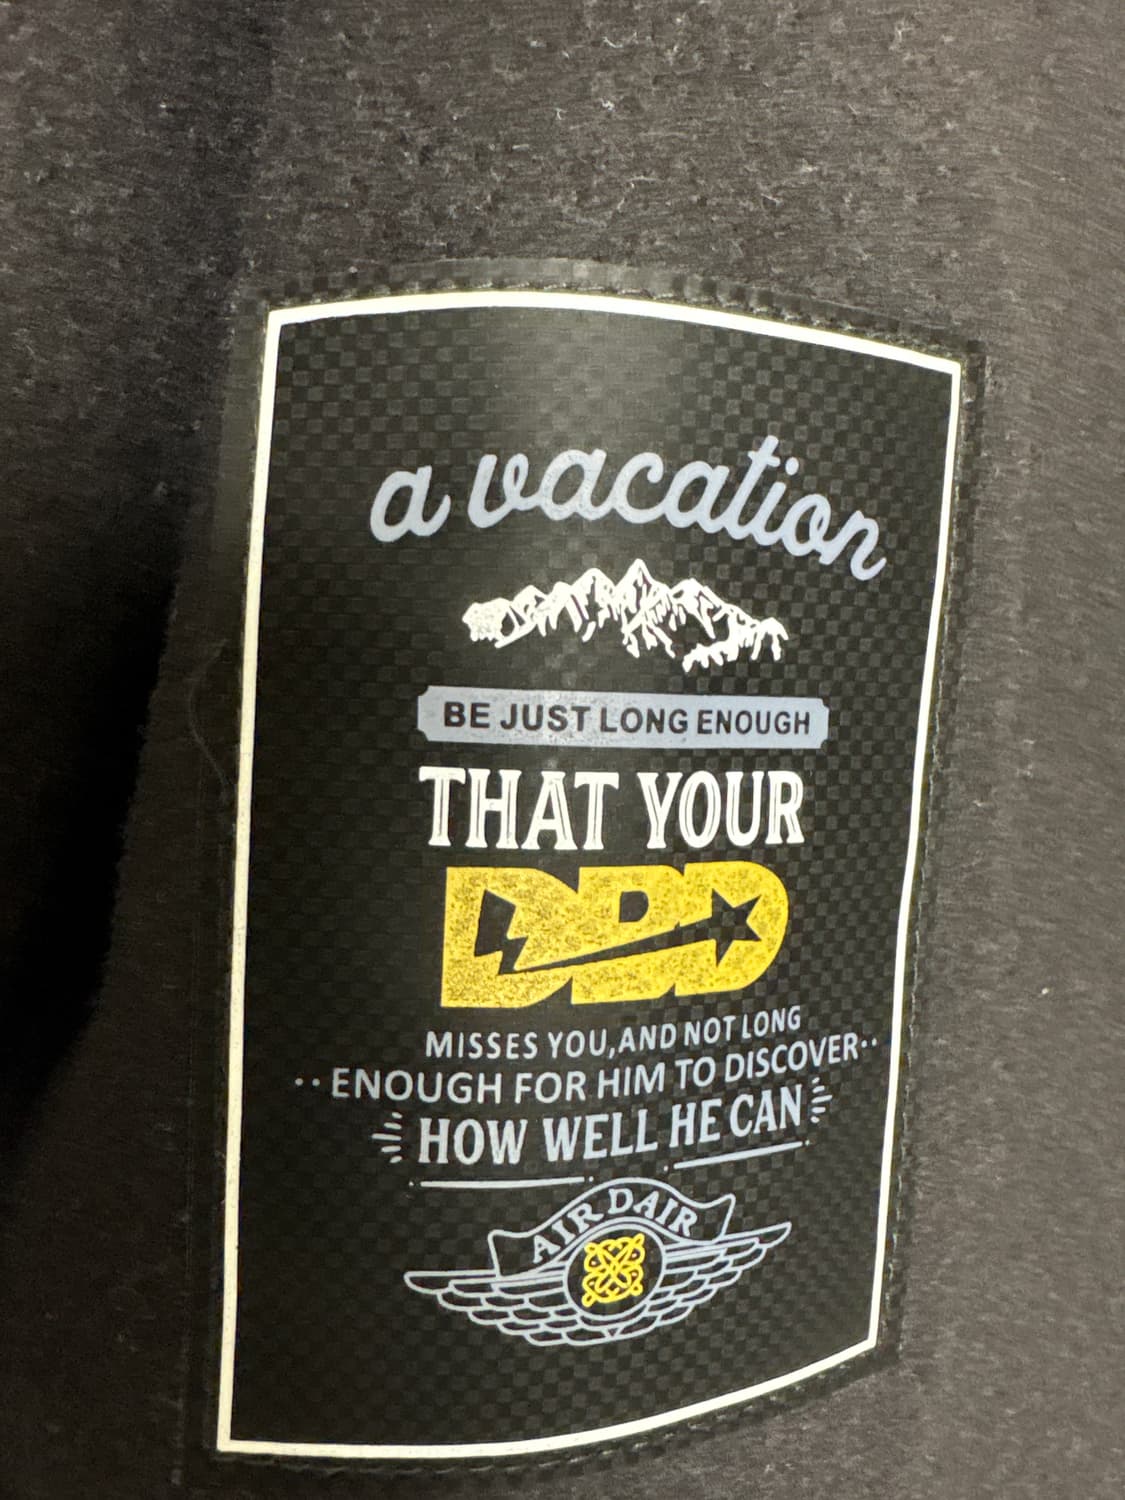 a vacation
BE JUST LONG ENOUGH
THAT YOUR
DBD
MISSES YOU,AND NOT LONG
··ENOUGH FOR HIM TO DISCOVER··
HOW WELL HE CAN
AIR DAIR